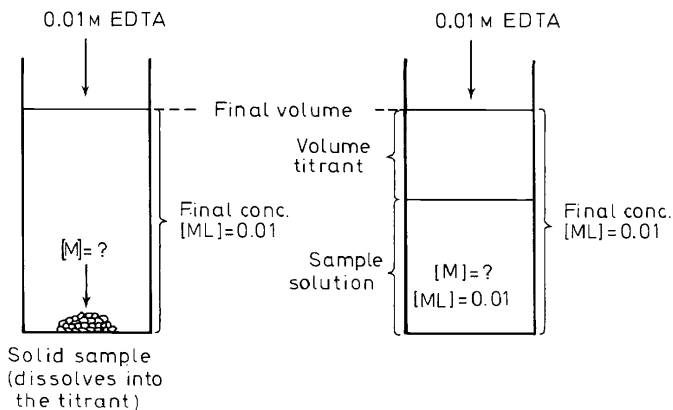 0.01 M EDTA
Final volume
Final conc.
[ML]=0.01
[M]=?
Solid sample
(dissolves into
the titrant)
0.01 M EDTA
Volume
titrant
Sample
solution
[M]=?
[ML]=0.01
Final conc.
[ML]=0.01